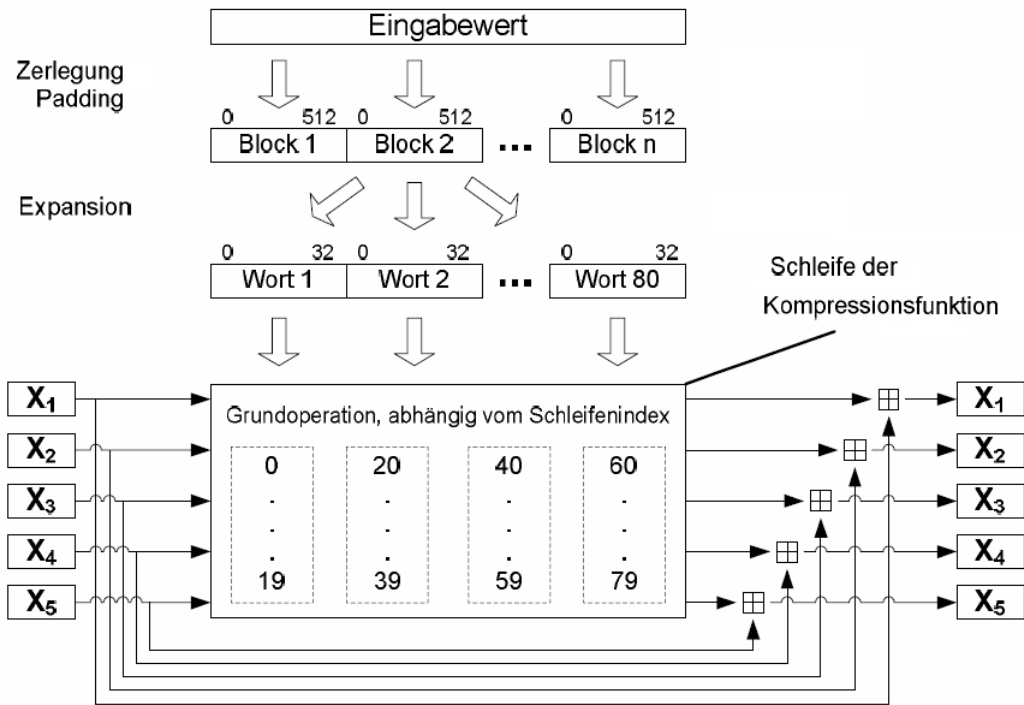 Eingabewert
Zerlegung
Padding
0 512 0 512 0 512
Block 1 Block 2 ... Block n
Expansion
0 32 0 32 0 32
Wort 1 Wort 2 ... Wort 80
Schleife der
Kompressionsfunktion
Grundoperation, abhängig vom Schleifenindex
X1 X1
X2 0 20 40 60 X2
X3 . . . . X3
. . . .
X4 . . . . X4
19 39 59 79
X5 X5